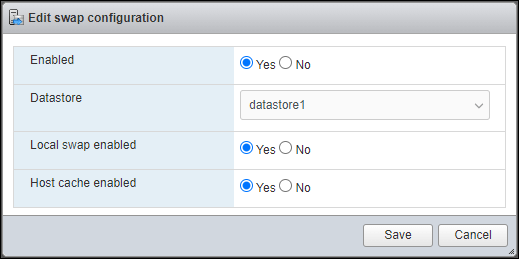 Edit swap configuration
Enabled
Yes No
Datastore
datastore1
Local swap enabled
Yes No
Host cache enabled
Yes No
Save Cancel